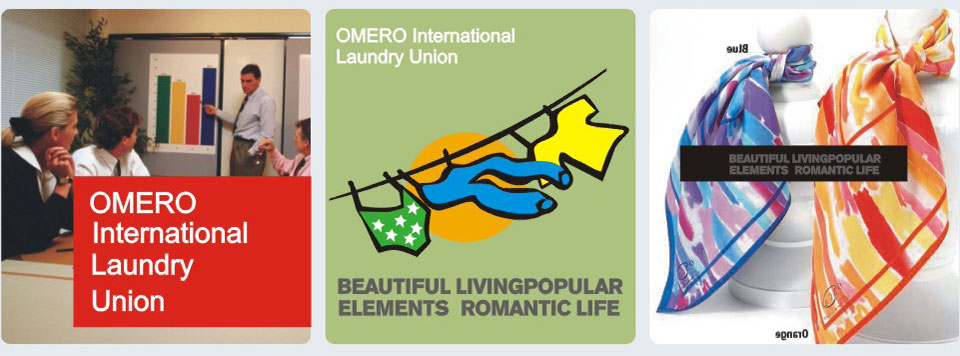 OMERO
International
Laundry
Union
OMERO International
Laundry Union
BEAUTIFUL LIVINGPOPULAR
ELEMENTS ROMANTIC LIFE
Blue
BEAUTIFUL LIVINGPOPULAR
ELEMENTS ROMANTIC LIFE
Orange